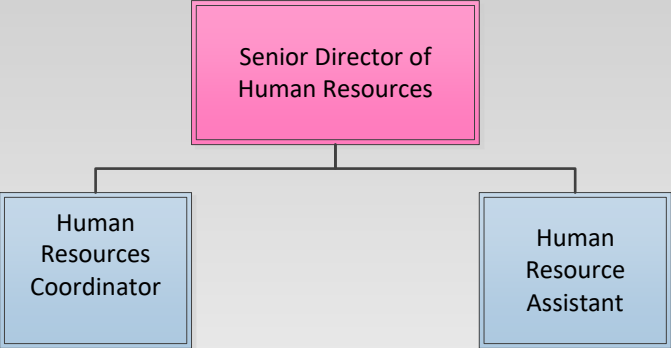 Senior Director of
Human Resources
Human
Resources
Coordinator
Human
Resource
Assistant